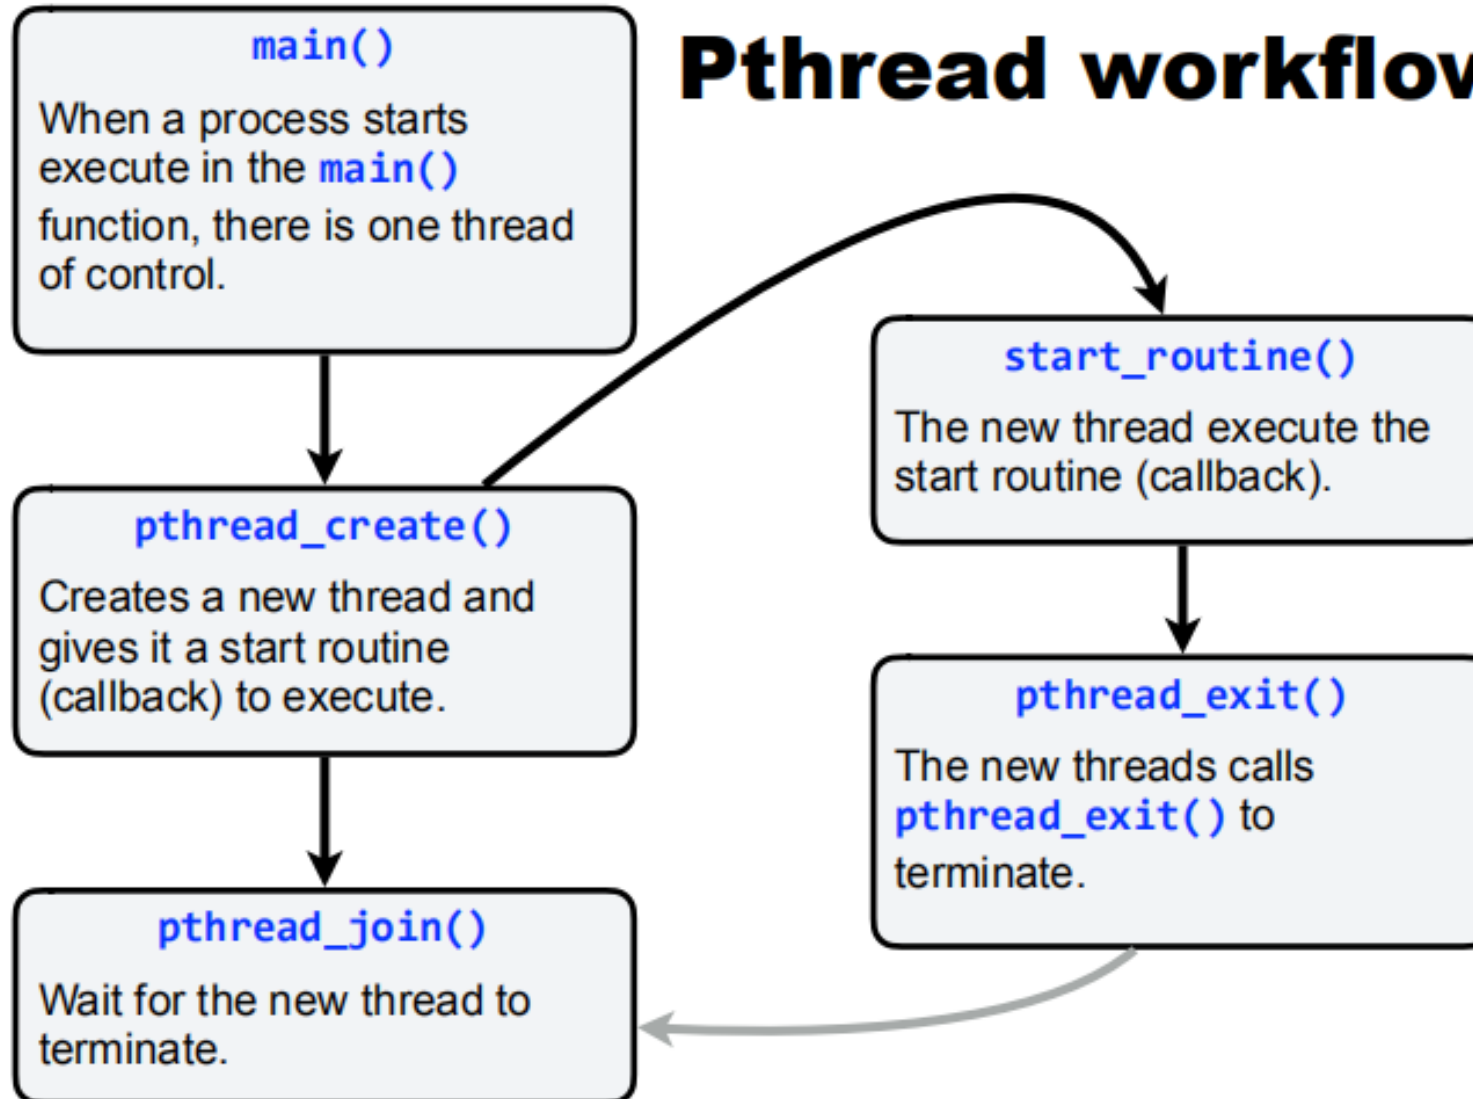 main()
When a process starts
execute in the main()
function, there is one thread
of control.
Pthread workflow
pthread_create()
Creates a new thread and
gives it a start routine
(callback) to execute.
pthread_join()
Wait for the new thread to
terminate.
start_routine()
The new thread execute the
start routine (callback).
pthread_exit()
The new threads calls
pthread_exit() to
terminate.